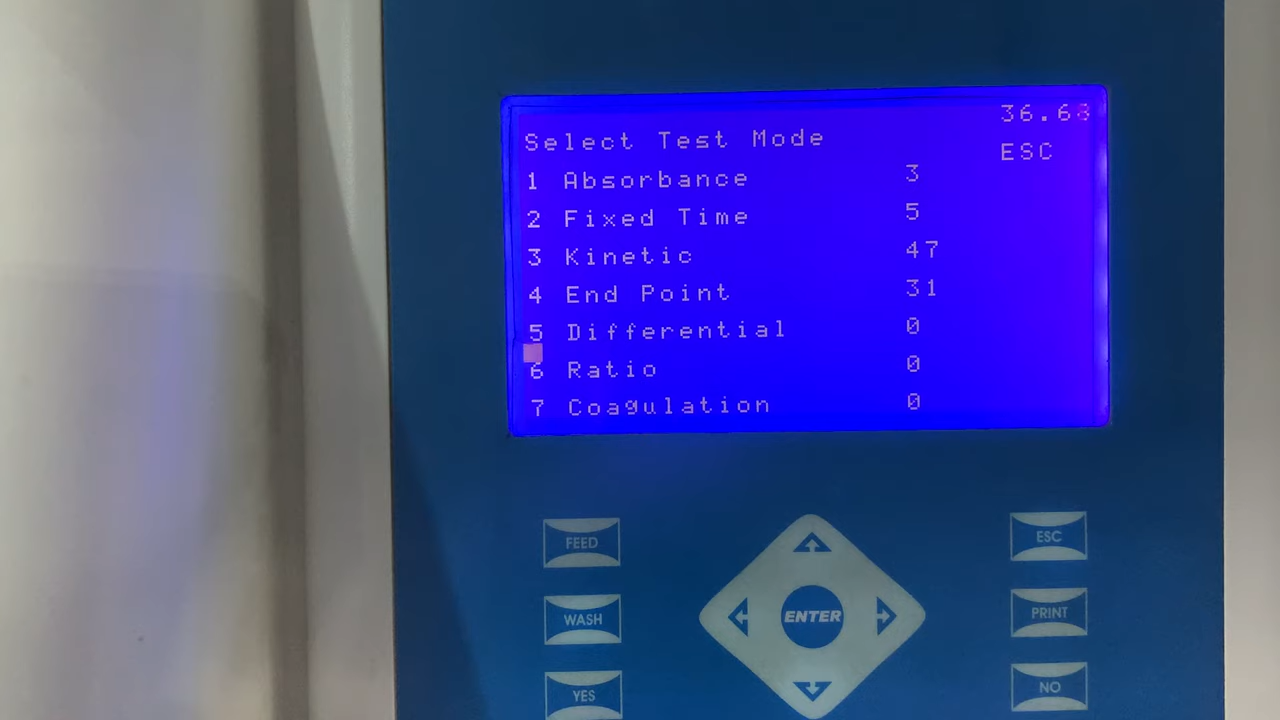 36.68
Select Test Mode
ESC
1 Absorbance 3
2 Fixed Time 5
3 Kinetic 47
4 End Point 31
5 Differential 0
6 Ratio 0
7 Coagulation 0
FEED
ESC
WASH
ENTER
PRINT
YES
NO